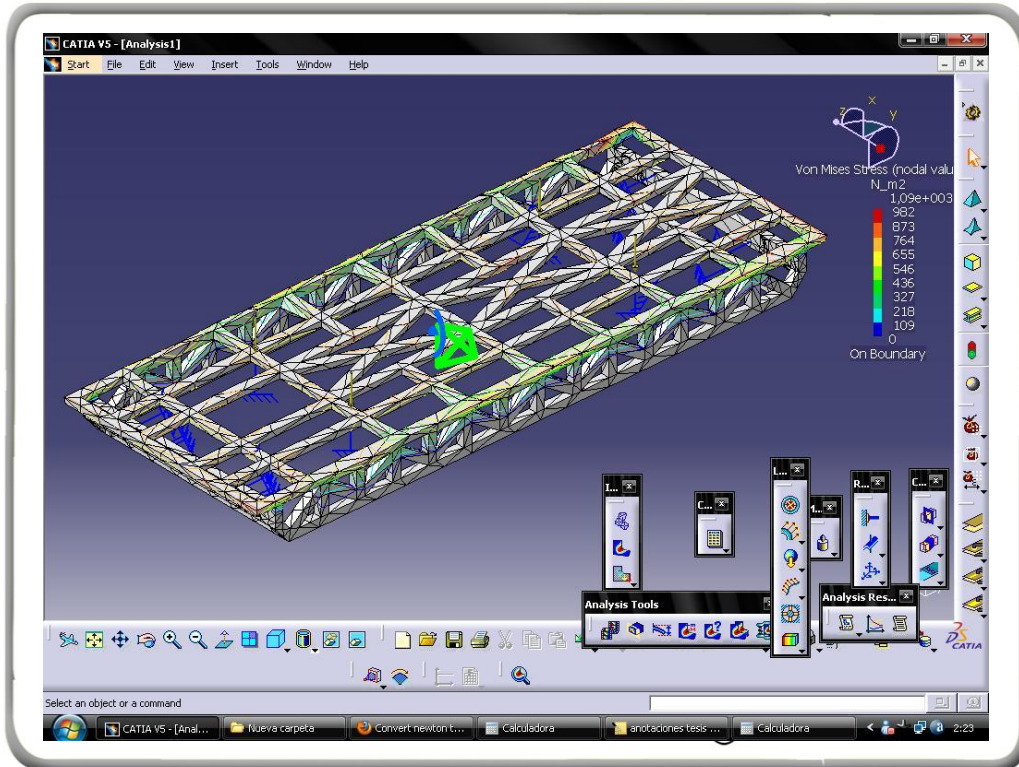 CATIA V5 - [Analysis1]
Start File Edit View Insert Tools Window Help
x
y
z
Von Mises Stress (nodal valu
N_m2
1,09e+003
982
873
764
655
546
436
327
218
109
0
On Boundary
I...
C...
L...
M...
R...
C...
Analysis Tools
Analysis Res...
CATIA
Select an object or a command
CATIA V5 - [Anal...
Nueva carpeta
Convert newton t...
Calculadora
anotaciones tesis ...
Calculadora
2:23